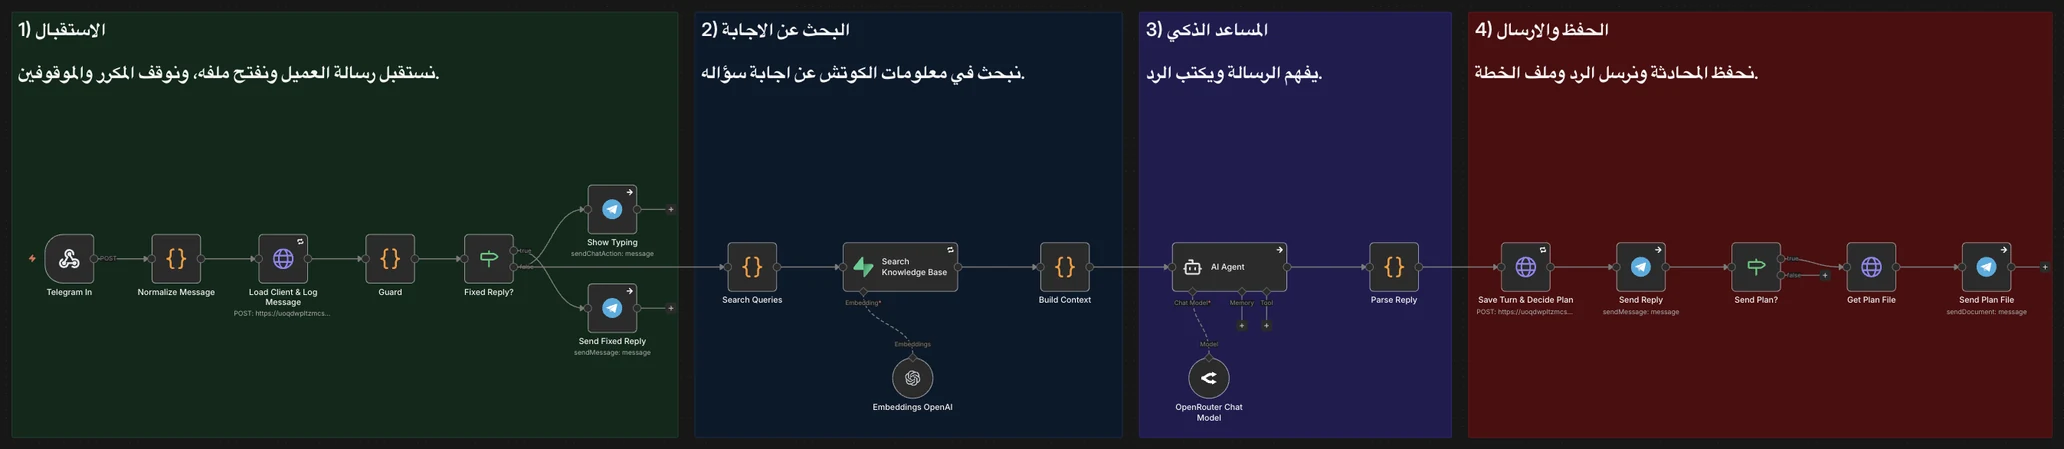 1) الاستقبال
نستقبل رسالة العميل ونفتح ملفه، ونوقف المكرر والموقوفين.
Telegram In
POST
Normalize Message
Load Client & Log Message
POST: https://uoqdwpltzmcs...
Guard
Fixed Reply?
true
false
Show Typing
sendChatAction: message
Send Fixed Reply
sendMessage: message
2) البحث عن الاجابة
نبحث في معلومات الكوتش عن اجابة سؤاله.
Search Queries
Search Knowledge Base
Embedding*
Embeddings
Embeddings OpenAI
Build Context
3) المساعد الذكي
يفهم الرسالة ويكتب الرد.
AI Agent
Chat Model*
Memory
Tool
Model
OpenRouter Chat Model
Parse Reply
4) الحفظ والارسال
نحفظ المحادثة ونرسل الرد وملف الخطة.
Save Turn & Decide Plan
POST: https://uoqdwpltzmcs...
Send Reply
sendMessage: message
Send Plan?
true
false
Get Plan File
Send Plan File
sendDocument: message